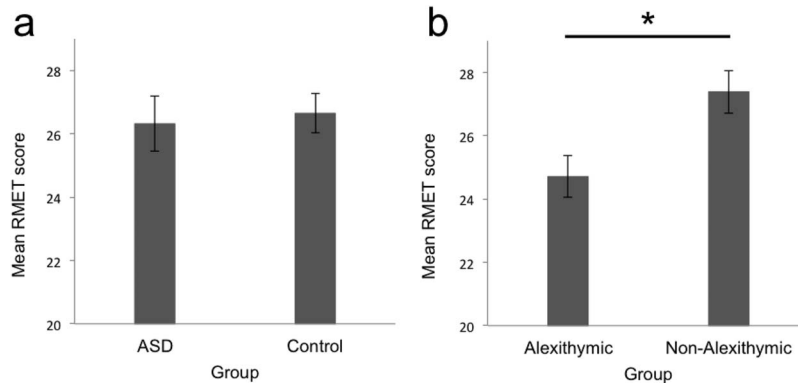 a
Mean RMET score
28
26
24
22
20
ASD Control
Group
b
*
Mean RMET score
28
26
24
22
20
Alexithymic Non-Alexithymic
Group